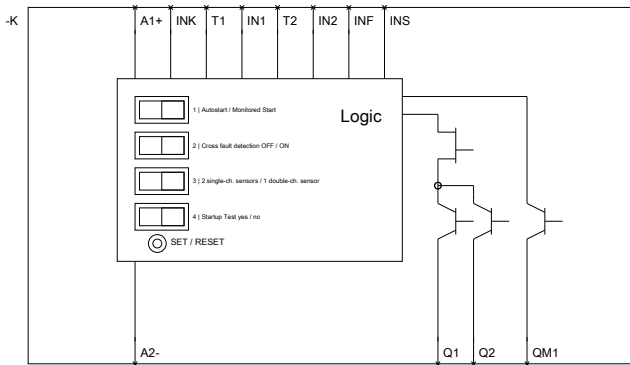 -K A1+ INK T1 IN1 T2 IN2 INF INS
1 | Autostart / Monitored Start
Logic
2 | Cross fault detection OFF / ON
3 | 2 single-ch. sensors / 1 double-ch. sensor
4 | Startup Test yes / no
SET / RESET
A2- Q1 Q2 QM1